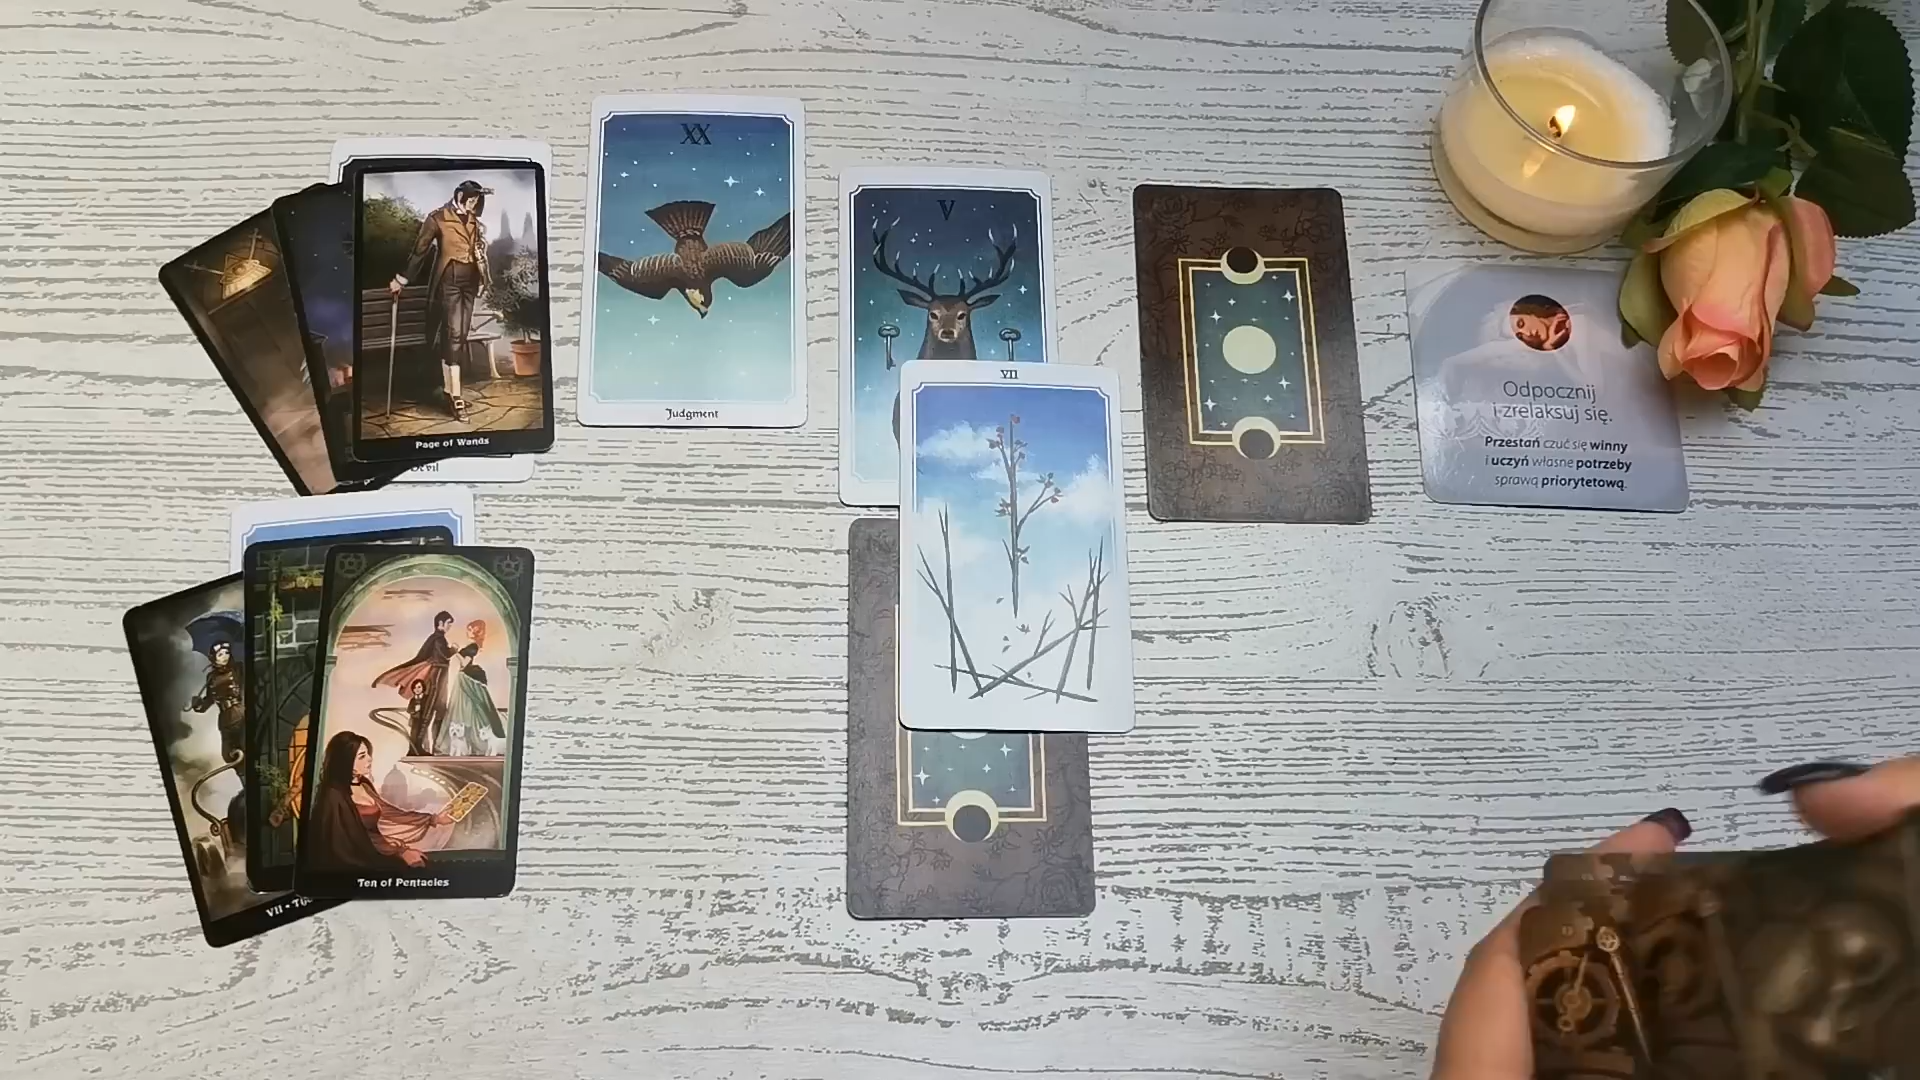 XX
V
Page of Wands
Judgment
VII
Odpocznij
i zrelaksuj się.
Przestań czuć się winny
i uczyń własne potrzeby
sprawą priorytetową.
Ten of Pentacles
VII •